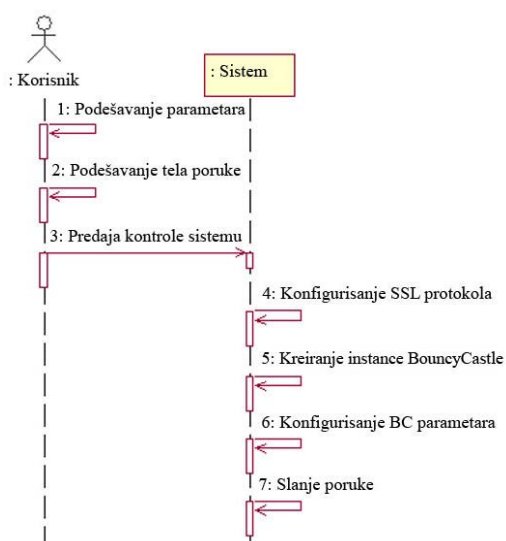 : Korisnik
: Sistem
1: Podešavanje parametara
2: Podešavanje tela poruke
3: Predaja kontrole sistemu
4: Konfigurisanje SSL protokola
5: Kreiranje instance BouncyCastle
6: Konfigurisanje BC parametara
7: Slanje poruke